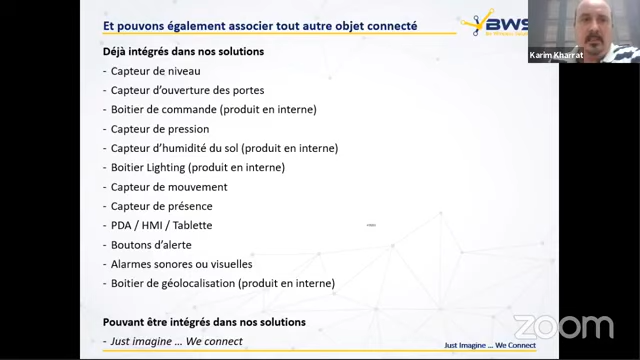 Et pouvons également associer tout autre objet connecté
BWS
Karim Kharrat
Déjà intégrés dans nos solutions
- Capteur de niveau
- Capteur d'ouverture des portes
- Boitier de commande (produit en interne)
- Capteur de pression
- Capteur d'humidité du sol (produit en interne)
- Boitier Lighting (produit en interne)
- Capteur de mouvement
- Capteur de présence
- PDA / HMI / Tablette
- Boutons d'alerte
- Alarmes sonores ou visuelles
- Boitier de géolocalisation (produit en interne)
Pouvant être intégrés dans nos solutions
- Just imagine ... We connect
Just Imagine ... We Connect
zoom